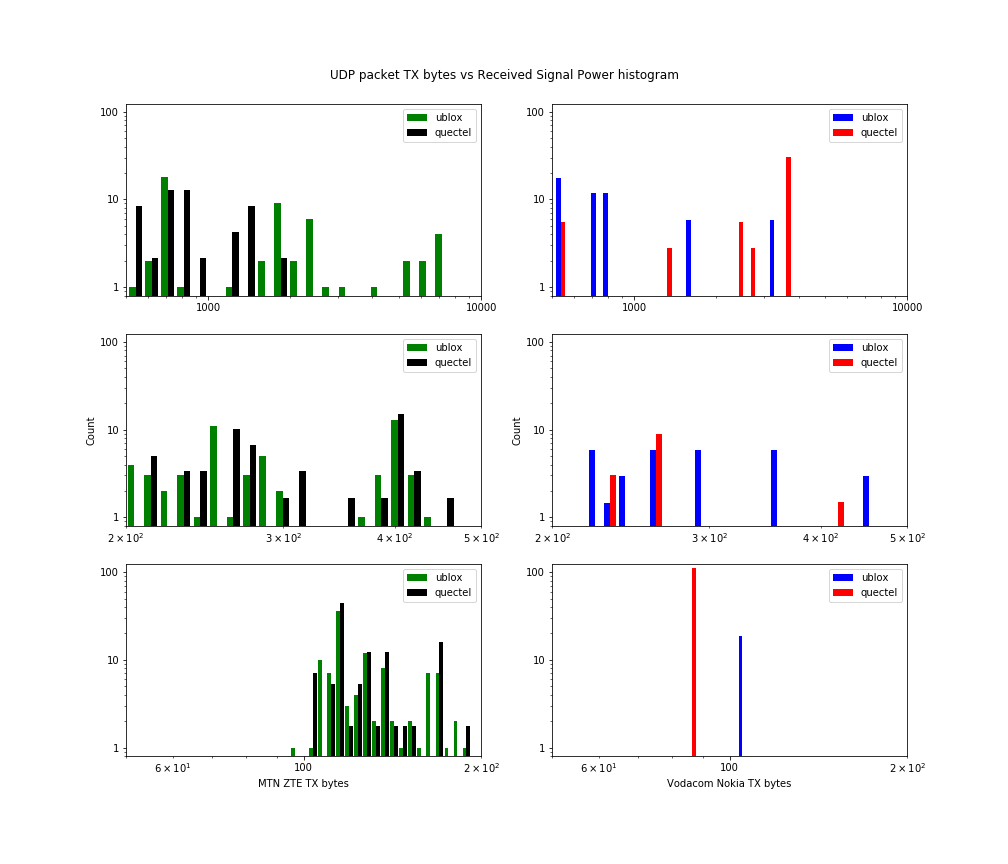 UDP packet TX bytes vs Received Signal Power histogram
100
10
1
1000
10000
ublox
quectel
1000
10000
100
10
1
ublox
quectel
Count
100
10
1
2 × 10²
3 × 10²
4 × 10²
5 × 10²
ublox
quectel
Count
100
10
1
2 × 10²
3 × 10²
4 × 10²
5 × 10²
ublox
quectel
100
10
1
6 × 10¹
100
2 × 10²
ublox
quectel
MTN ZTE TX bytes
100
10
1
6 × 10¹
100
2 × 10²
ublox
quectel
Vodacom Nokia TX bytes